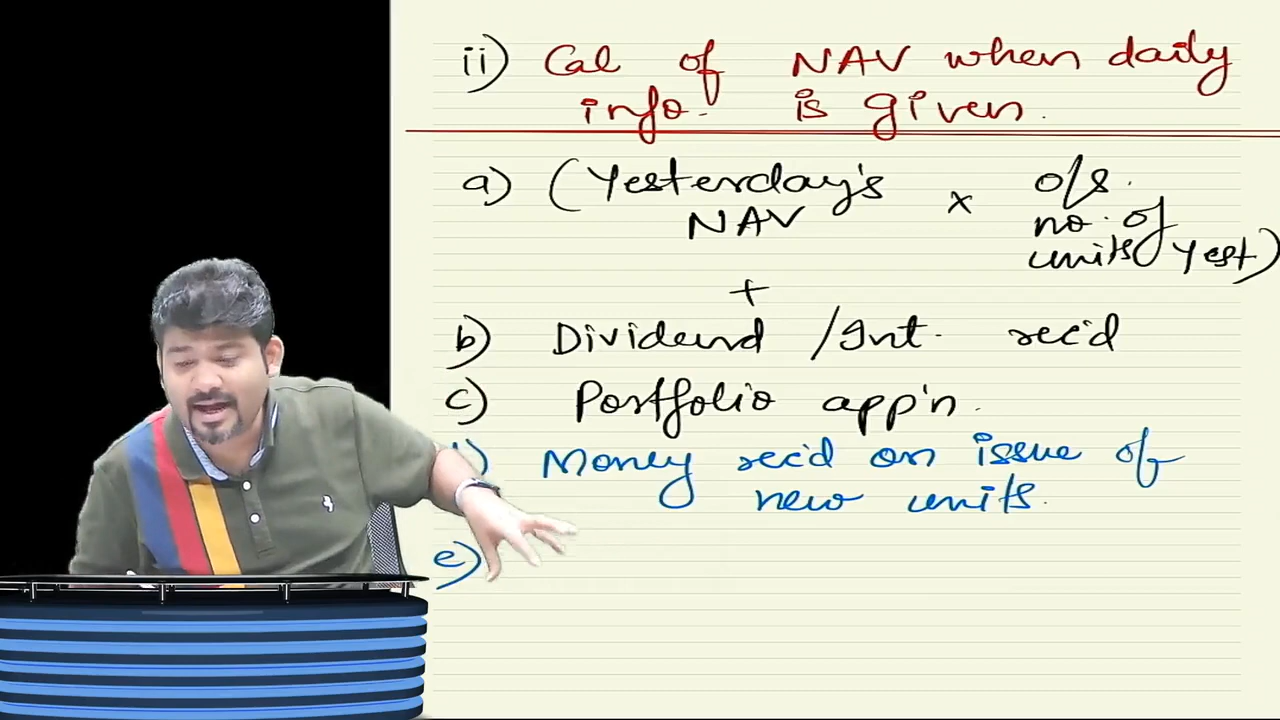 ii) Cal of NAV when daily
info. is given.
a) (Yesterday's NAV x o/s. no. of units yest)
+
b) Dividend /Int. rec'd
c) Portfolio app'n.
d) Money rec'd on issue of
new units.
e)